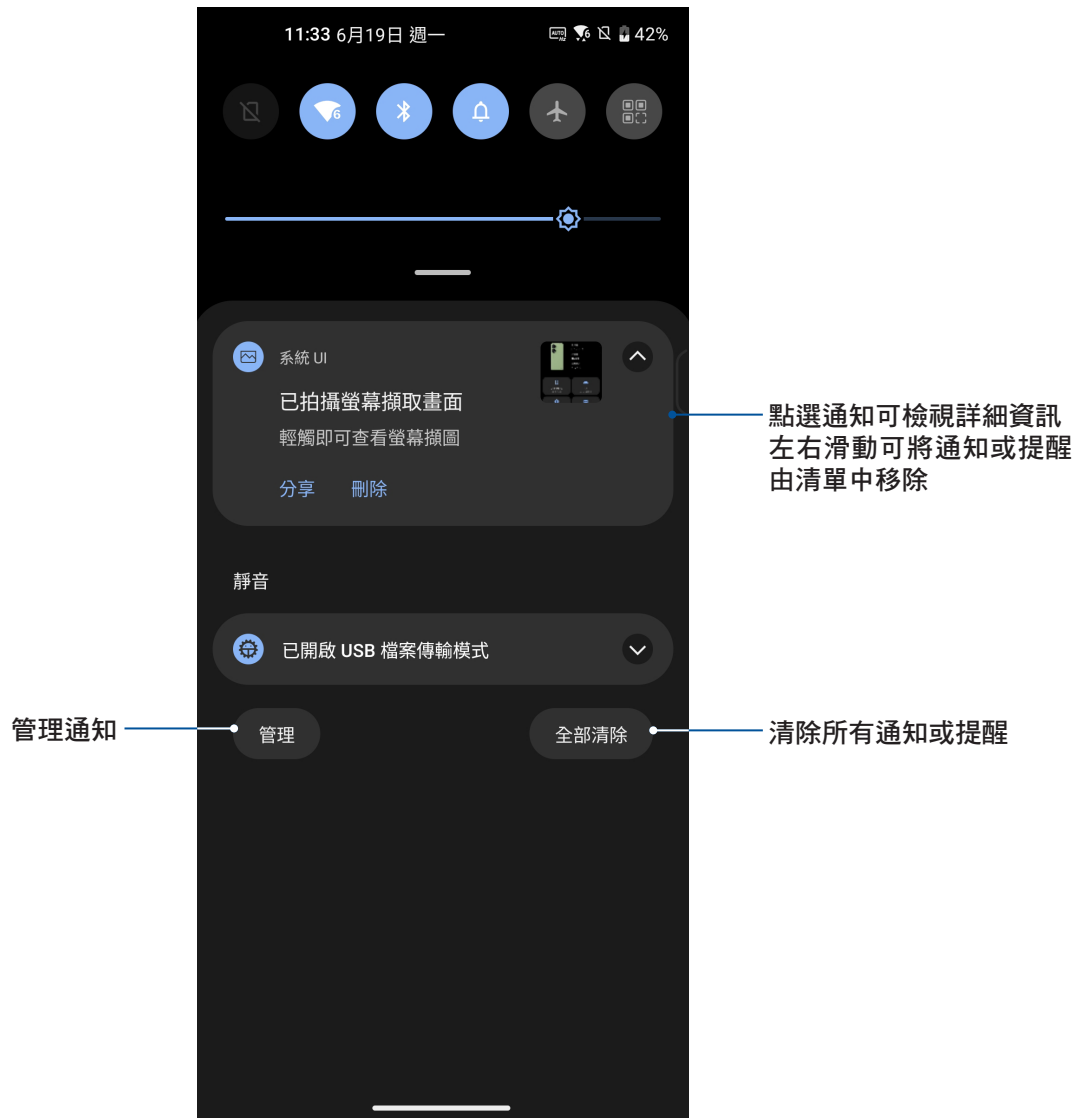 11:33 6月19日 週一
AUTO
Hz
6
42%
6
系統 UI
已拍攝螢幕擷取畫面
輕觸即可查看螢幕擷圖
分享 刪除
點選通知可檢視詳細資訊
左右滑動可將通知或提醒
由清單中移除
靜音
已開啟 USB 檔案傳輸模式
管理通知
管理
全部清除
清除所有通知或提醒